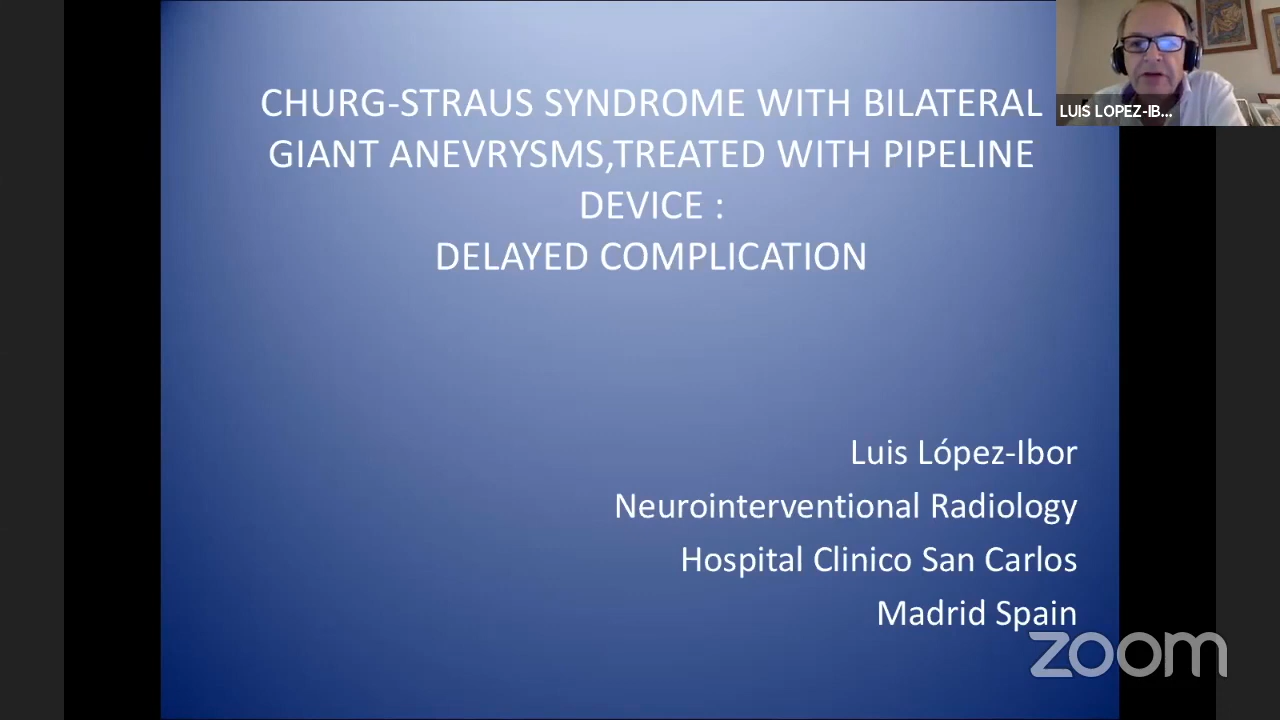 CHURG-STRAUS SYNDROME WITH BILATERAL
GIANT ANEVRYSMS,TREATED WITH PIPELINE
DEVICE :
DELAYED COMPLICATION
LUIS LOPEZ-IB...
Luis López-Ibor
Neurointerventional Radiology
Hospital Clinico San Carlos
Madrid Spain
zoom